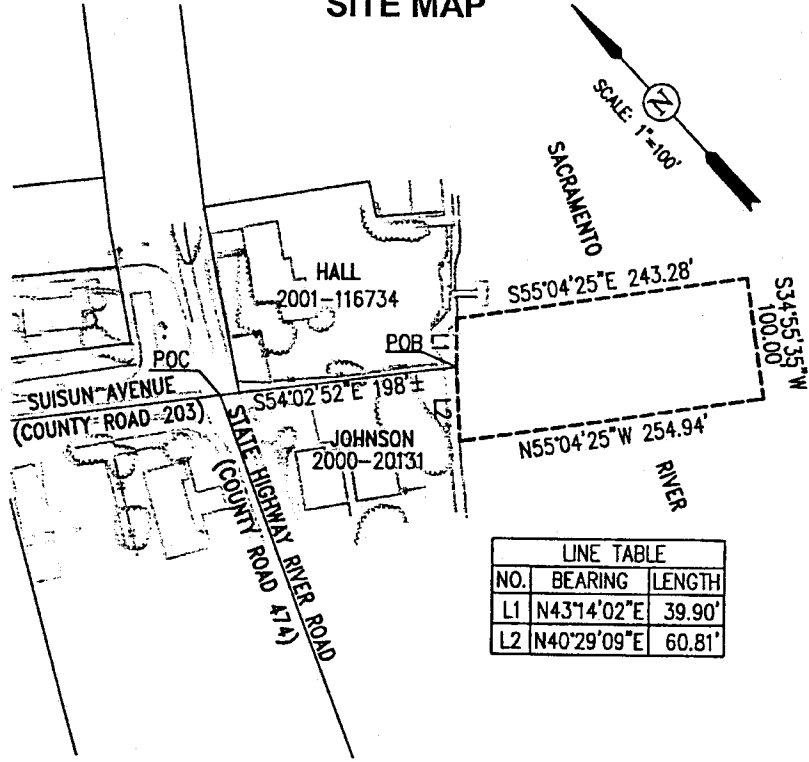 SITE MAP
N
SCALE: 1"=100'
SACRAMENTO
HALL
2001-116734
S55°04'25"E 243.28'
S34°55'35"W
100.00
L1
POB
POC
SUISUN AVENUE
(COUNTY ROAD 203)
S54°02'52"E 198'±
L2
STATE HIGHWAY RIVER ROAD
(COUNTY ROAD 474)
JOHNSON
2000-20131
N55°04'25"W 254.94'
RIVER
LINE TABLE
NO. BEARING LENGTH
L1 N43°14'02"E 39.90'
L2 N40°29'09"E 60.81'